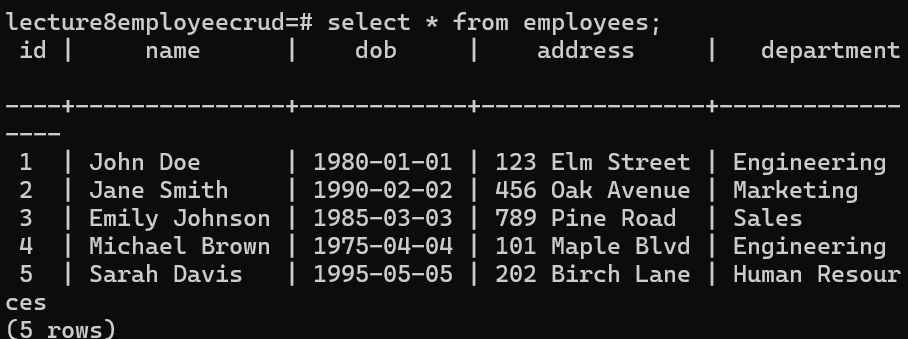 lecture8employeecrud=# select * from employees;
 id |     name      |    dob     |    address     |   department
----+---------------+------------+----------------+-------------
----
 1  | John Doe      | 1980-01-01 | 123 Elm Street | Engineering
 2  | Jane Smith    | 1990-02-02 | 456 Oak Avenue | Marketing
 3  | Emily Johnson | 1985-03-03 | 789 Pine Road  | Sales
 4  | Michael Brown | 1975-04-04 | 101 Maple Blvd | Engineering
 5  | Sarah Davis   | 1995-05-05 | 202 Birch Lane | Human Resour
ces
(5 rows)